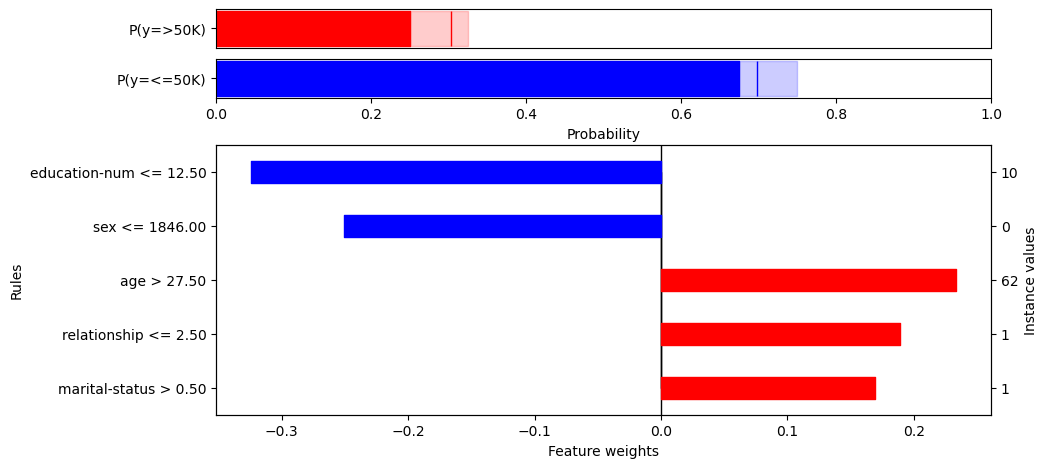 P(y=>50K)
P(y=<=50K)
0.0 0.2 0.4 0.6 0.8 1.0
Probability
education-num <= 12.50 10
sex <= 1846.00 0
age > 27.50 62
relationship <= 2.50 1
marital-status > 0.50 1
Rules
Instance values
−0.3 −0.2 −0.1 0.0 0.1 0.2
Feature weights